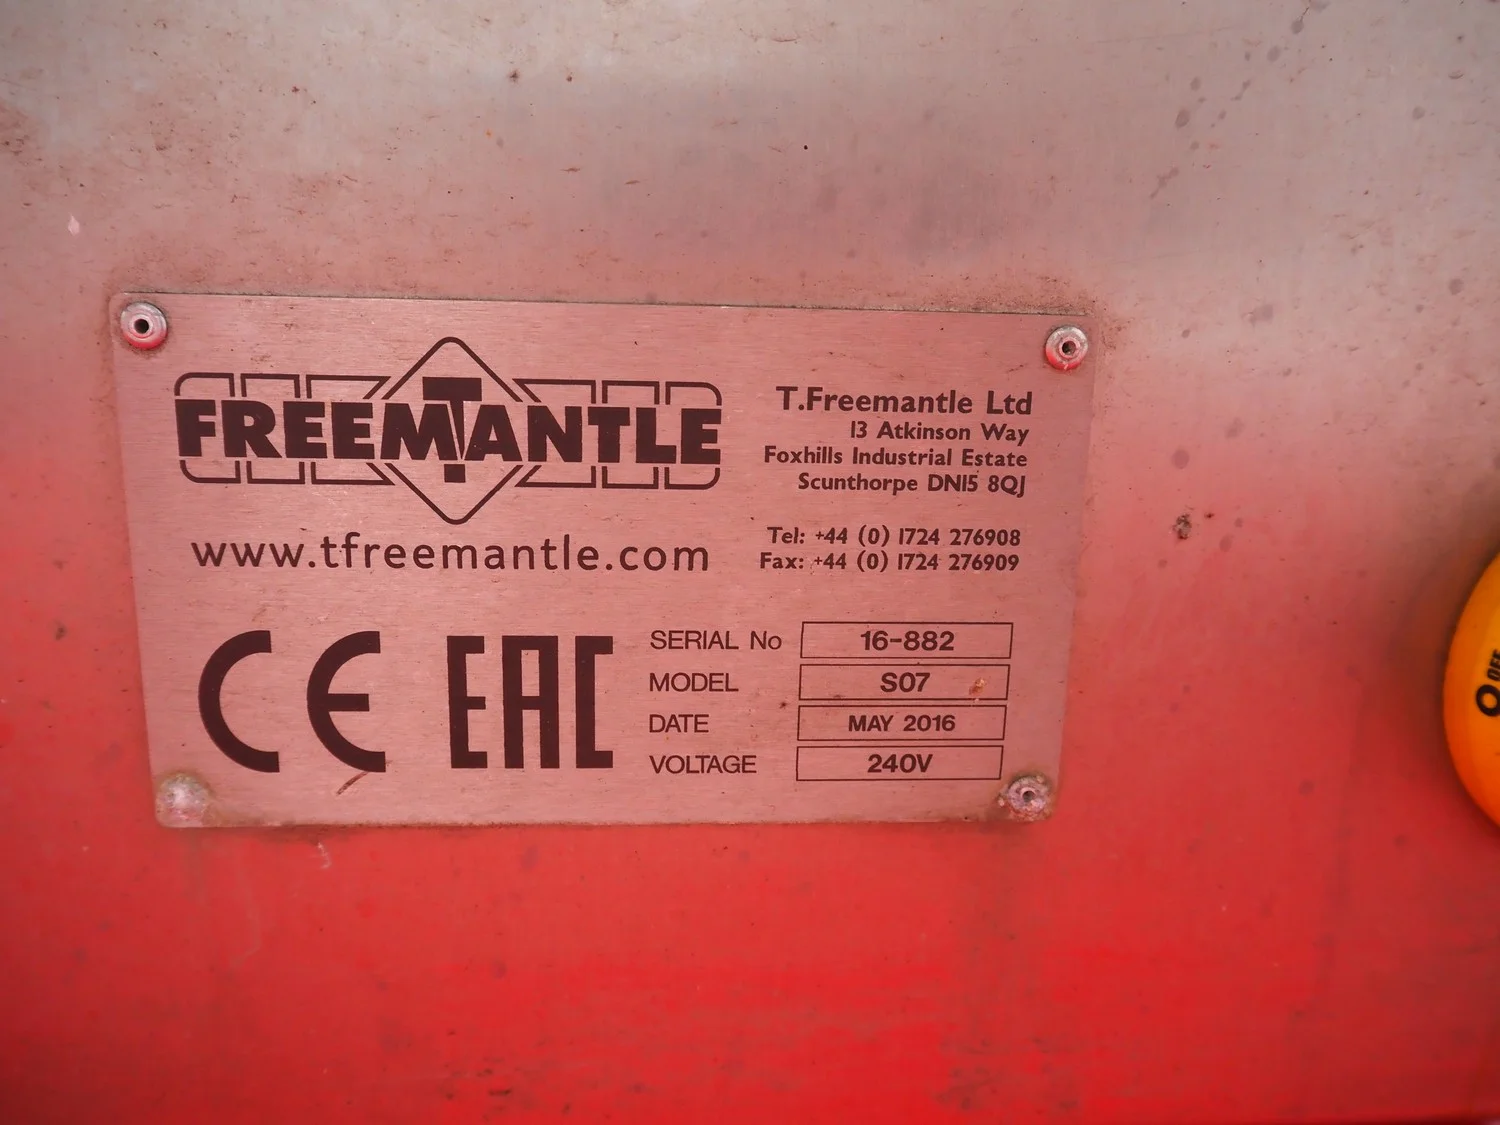 FREEMANTLE
www.tfreemantle.com
T.Freemantle Ltd
13 Atkinson Way
Foxhills Industrial Estate
Scunthorpe DN15 8QJ
Tel: +44 (0) 1724 276908
Fax: +44 (0) 1724 276909
CE EAC
SERIAL No 16-882
MODEL S07
DATE MAY 2016
VOLTAGE 240V
O OFF